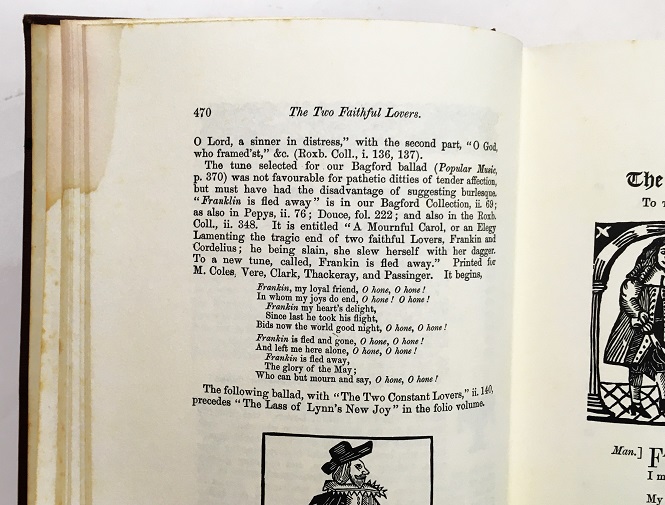 470 The Two Faithful Lovers.
O Lord, a sinner in distress," with the second part, "O God,
who framed'st," &c. (Roxb. Coll., i. 136, 137).
The tune selected for our Bagford ballad (Popular Music,
p. 370) was not favourable for pathetic ditties of tender affection,
but must have had the disadvantage of suggesting burlesque.
"Franklin is fled away" is in our Bagford Collection, ii. 69;
as also in Pepys, ii. 76; Douce, fol. 222; and also in the Roxb.
Coll., ii. 348. It is entitled "A Mournful Carol, or an Elegy
Lamenting the tragic end of two faithful Lovers, Frankin and
Cordelius; he being slain, she slew herself with her dagger.
To a new tune, called, Frankin is fled away." Printed for
M. Coles, Vere, Clark, Thackeray, and Passinger. It begins,
Frankin, my loyal friend, O hone, O hone!
In whom my joys do end, O hone! O hone!
Frankin my heart's delight,
Since last he took his flight,
Bids now the world good night, O hone, O hone!
Frankin is fled and gone, O hone, O hone!
And left me here alone, O hone, O hone!
Frankin is fled away,
The glory of the May;
Who can but mourn and say, O hone, O hone!
The following ballad, with "The Two Constant Lovers," ii. 140,
precedes "The Lass of Lynn's New Joy" in the folio volume.
The
To
Man.]
I
My